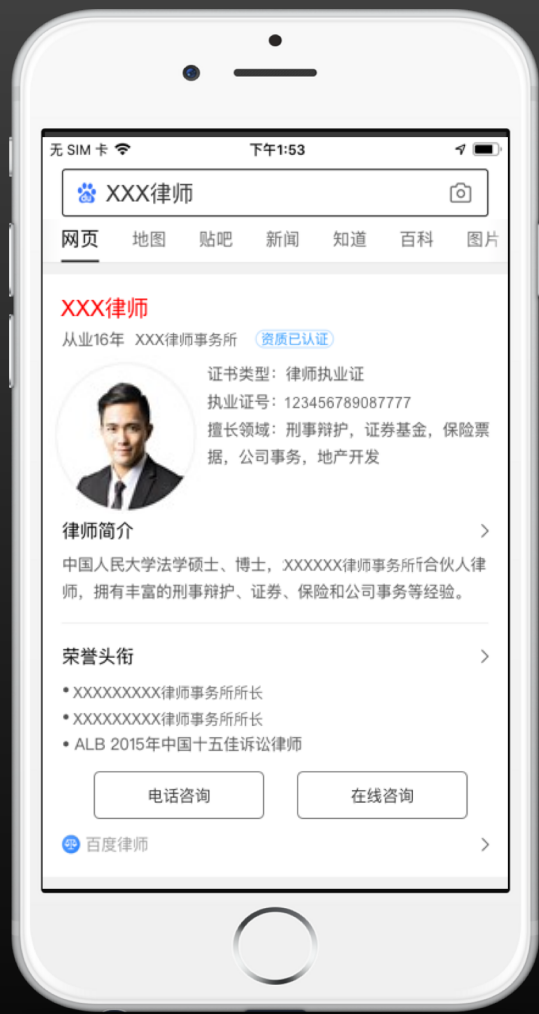 无 SIM 卡 下午1:53
XXX律师
网页 地图 贴吧 新闻 知道 百科 图片
XXX律师
从业16年 XXX律师事务所 资质已认证
证书类型：律师执业证
执业证号：123456789087777
擅长领域：刑事辩护，证券基金，保险票
据，公司事务，地产开发
律师简介
中国人民大学法学硕士、博士，XXXXXX律师事务所合伙人律
师，拥有丰富的刑事辩护、证券、保险和公司事务等经验。
荣誉头衔
• XXXXXXXXX律师事务所所长
• XXXXXXXXX律师事务所所长
• ALB 2015年中国十五佳诉讼律师
电话咨询 在线咨询
百度律师